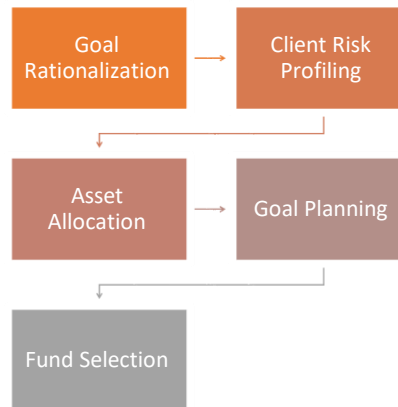 Goal
Rationalization
Client Risk
Profiling
Asset
Allocation
Goal Planning
Fund Selection